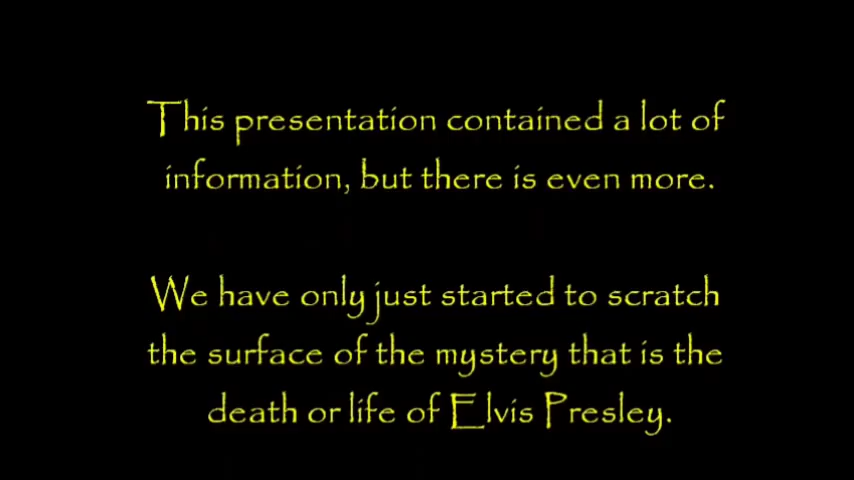 This presentation contained a lot of
information, but there is even more.
We have only just started to scratch
the surface of the mystery that is the
death or life of Elvis Presley.